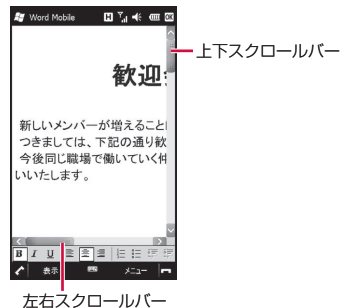 Word Mobile
上下スクロールバー
歓迎
新しいメンバーが増えること
つきましては、下記の通り歓
今後同じ職場で働いていく仲
いいたします。
B I U
表示
メニュー
左右スクロールバー